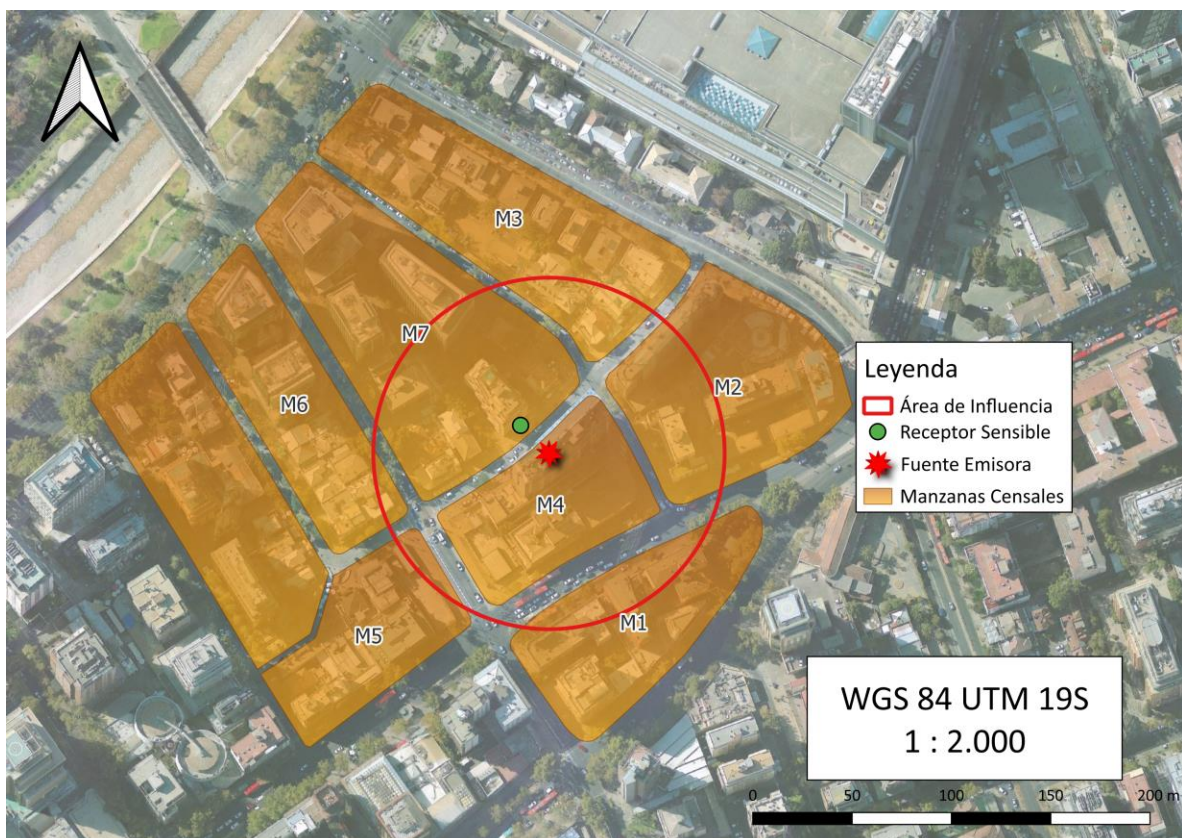 M3
M7
M2
M6
M4
M5
M1
Leyenda
Área de Influencia
Receptor Sensible
Fuente Emisora
Manzanas Censales
WGS 84 UTM 19S
1 : 2.000
0 50 100 150 200 m